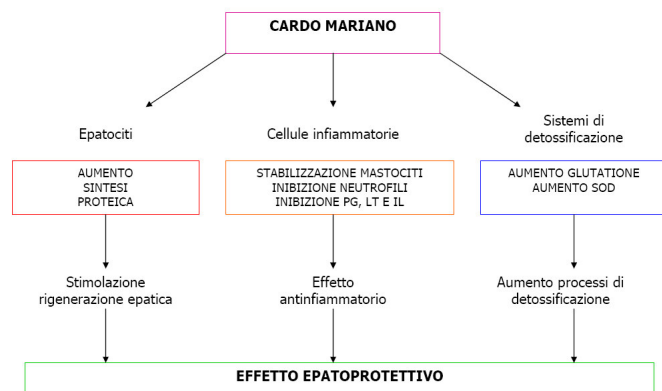 CARDO MARIANO
Epatociti
Cellule infiammatorie
Sistemi di
detossificazione
AUMENTO
SINTESI
PROTEICA
STABILIZZAZIONE MASTOCITI
INIBIZIONE NEUTROFILI
INIBIZIONE PG, LT E IL
AUMENTO GLUTATIONE
AUMENTO SOD
Stimolazione
rigenerazione epatica
Effetto
antinfiammatorio
Aumento processi di
detossificazione
EFFETTO EPATOPROTETTIVO